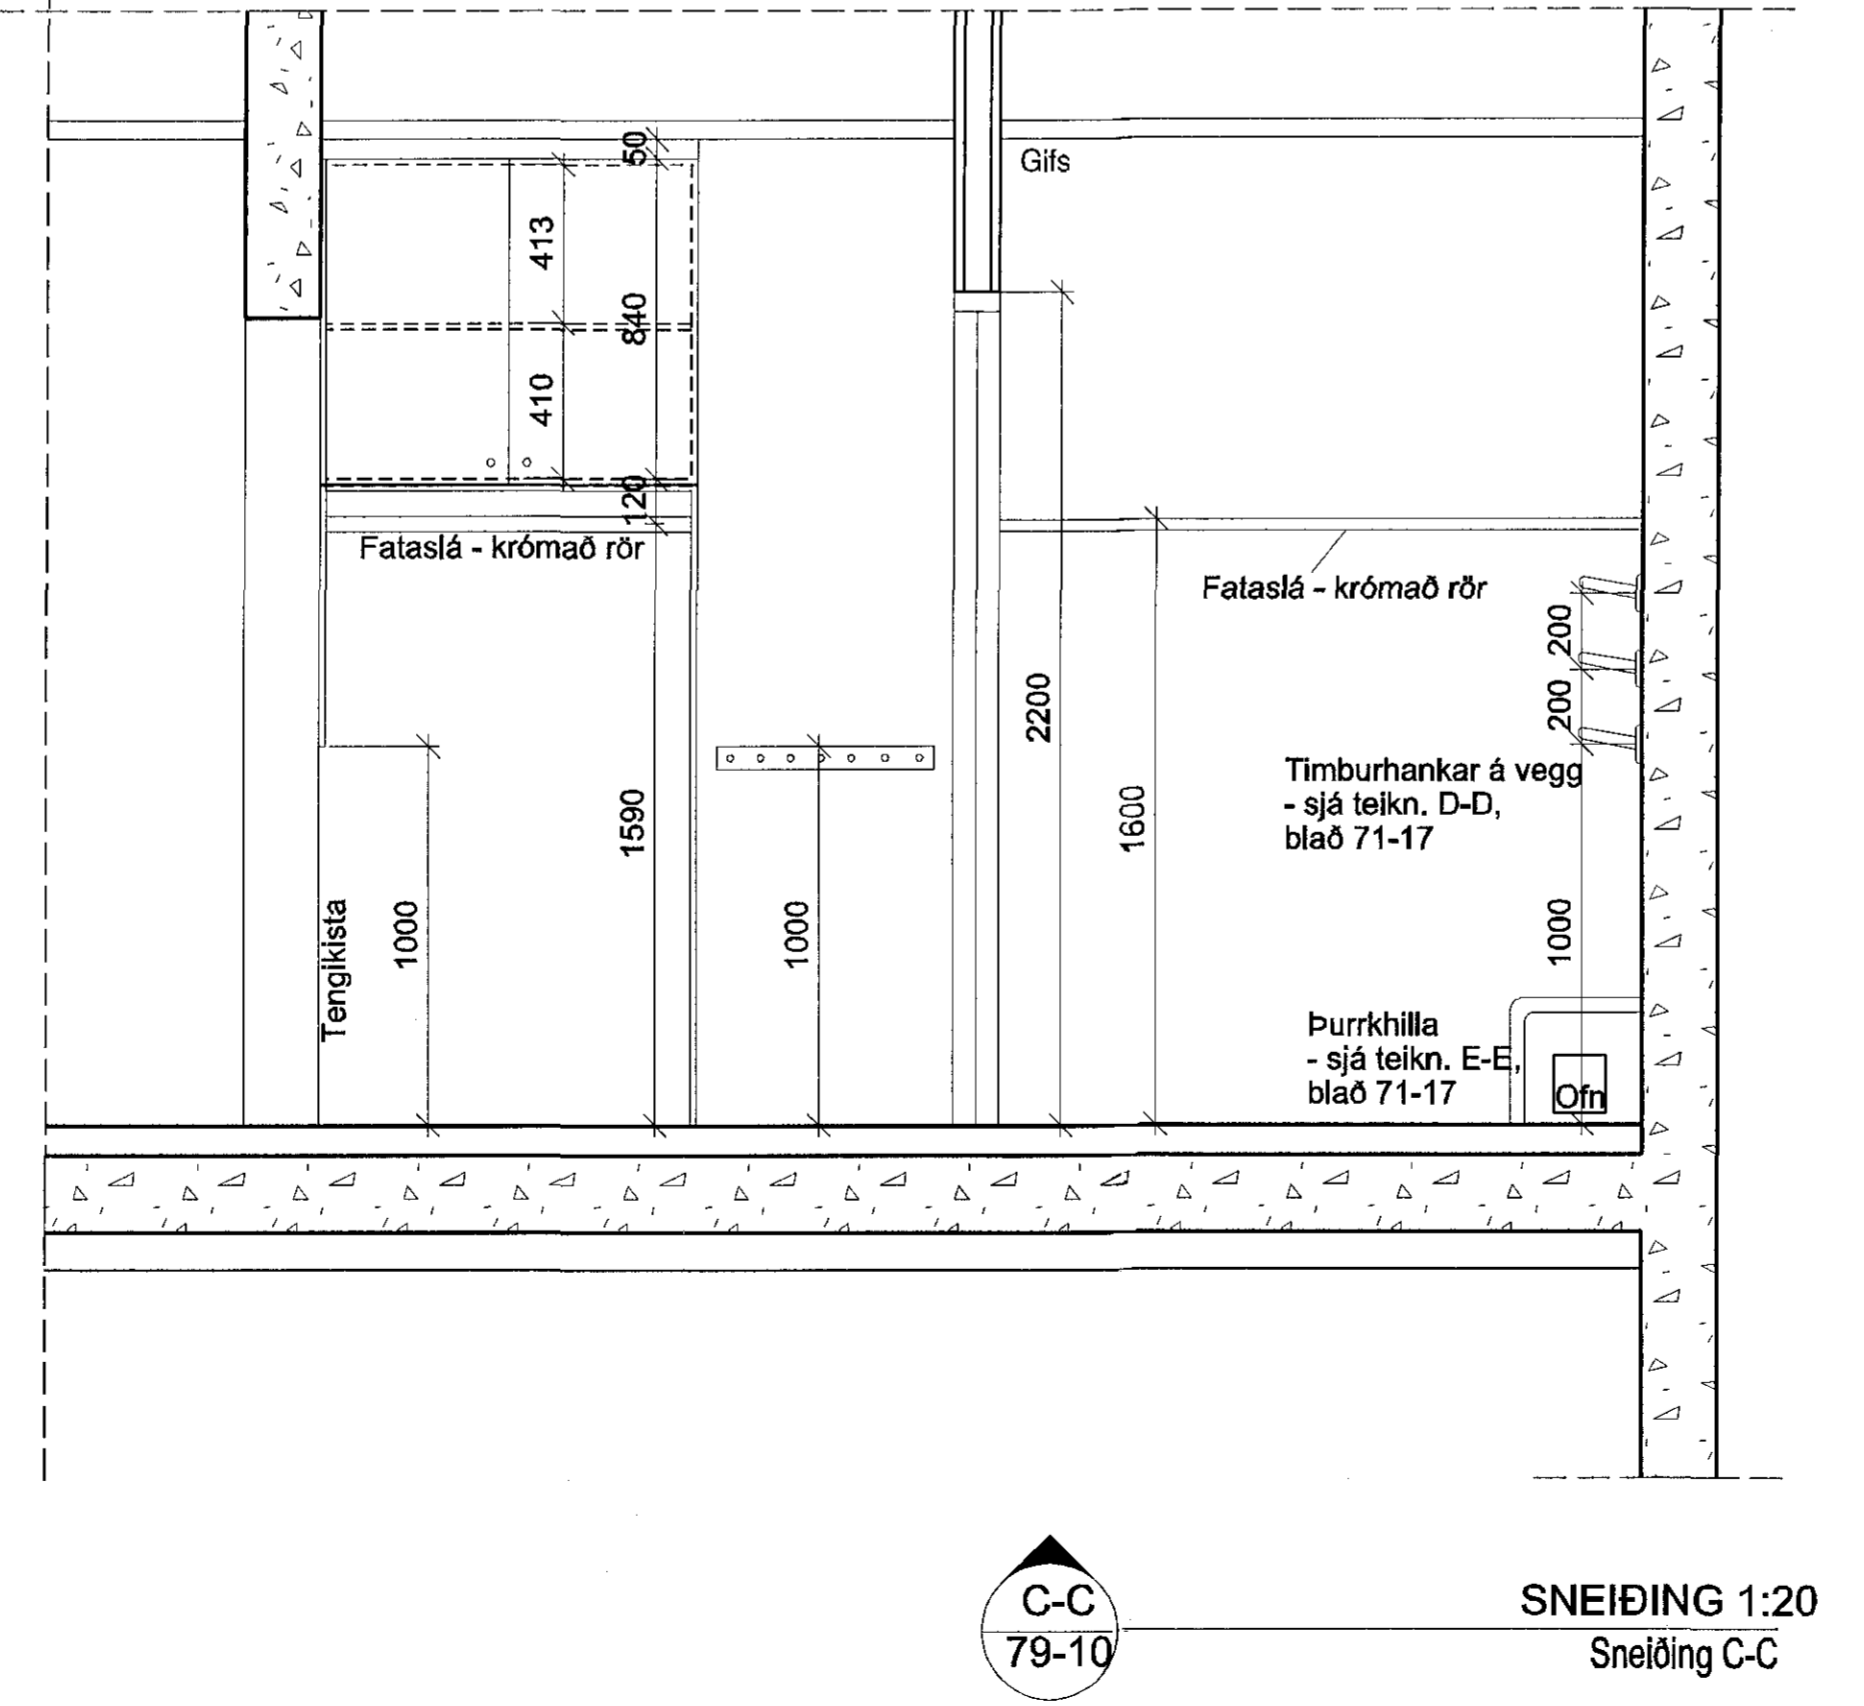 50
Gifs
413
840
410
120
Fataslá - krómað rör
Fataslá - krómað rör
200
200
2200
Timburhankar á vegg
- sjá teikn. D-D,
blað 71-17
1590
1600
Tengikista
1000
1000
1000
Þurrkhilla
- sjá teikn. E-E,
blað 71-17
Ofn
C-C
79-10
SNEIÐING 1:20
Sneiðing C-C